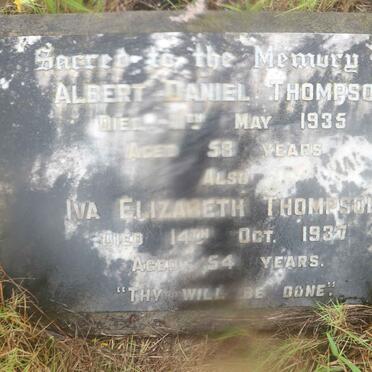 Sacred to the Memory
ALBERT DANIEL THOMPSO
DIED MAY 1935
AGED 58 YEARS
ALSO
IVA ELIZABETH THOMPSON
DIED 14TH OCT. 1937
AGED 54 YEARS.
"THY WILL BE DONE".